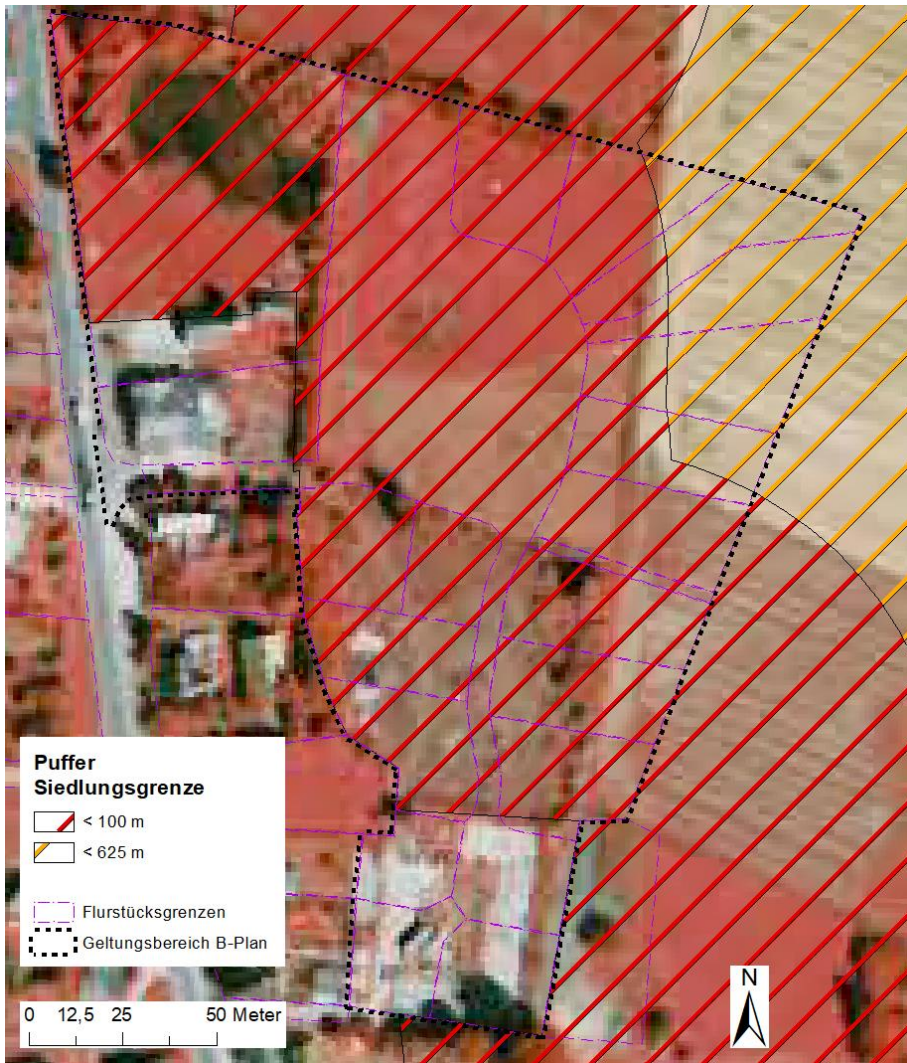 Puffer
Siedlungsgrenze
< 100 m
< 625 m
Flurstücksgrenzen
Geltungsbereich B-Plan
0 12,5 25 50 Meter
N